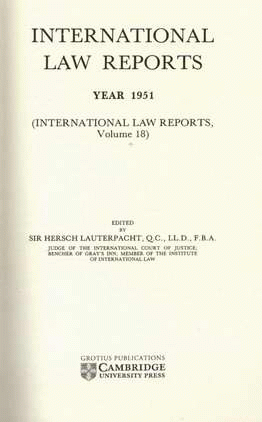 INTERNATIONAL
LAW REPORTS
YEAR 1951
(INTERNATIONAL LAW REPORTS,
Volume 18)
EDITED
BY
SIR HERSCH LAUTERPACHT, Q.C., LL.D., F.B.A.
JUDGE OF THE INTERNATIONAL COURT OF JUSTICE;
BENCHER OF GRAY'S INN; MEMBER OF THE INSTITUTE
OF INTERNATIONAL LAW
GROTIUS PUBLICATIONS
CAMBRIDGE
UNIVERSITY PRESS